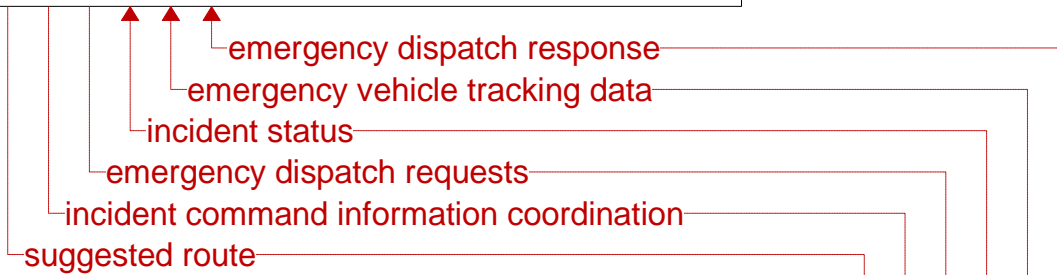 emergency dispatch response
emergency vehicle tracking data
incident status
emergency dispatch requests
incident command information coordination
suggested route